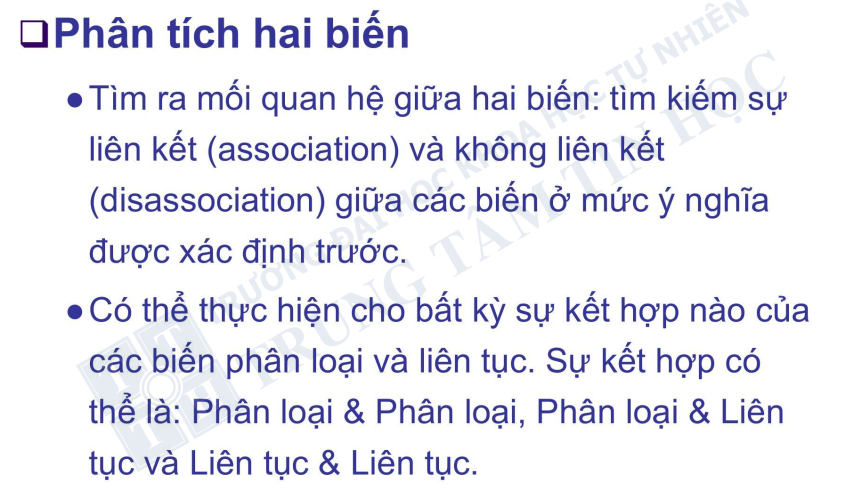 Phân tích hai biến
● Tìm ra mối quan hệ giữa hai biến: tìm kiếm sự
liên kết (association) và không liên kết
(disassociation) giữa các biến ở mức ý nghĩa
được xác định trước.
● Có thể thực hiện cho bất kỳ sự kết hợp nào của
các biến phân loại và liên tục. Sự kết hợp có
thể là: Phân loại & Phân loại, Phân loại & Liên
tục và Liên tục & Liên tục.
TRƯỜNG ĐẠI HỌC KHOA HỌC TỰ NHIÊN
TRUNG TÂM TIN HỌC